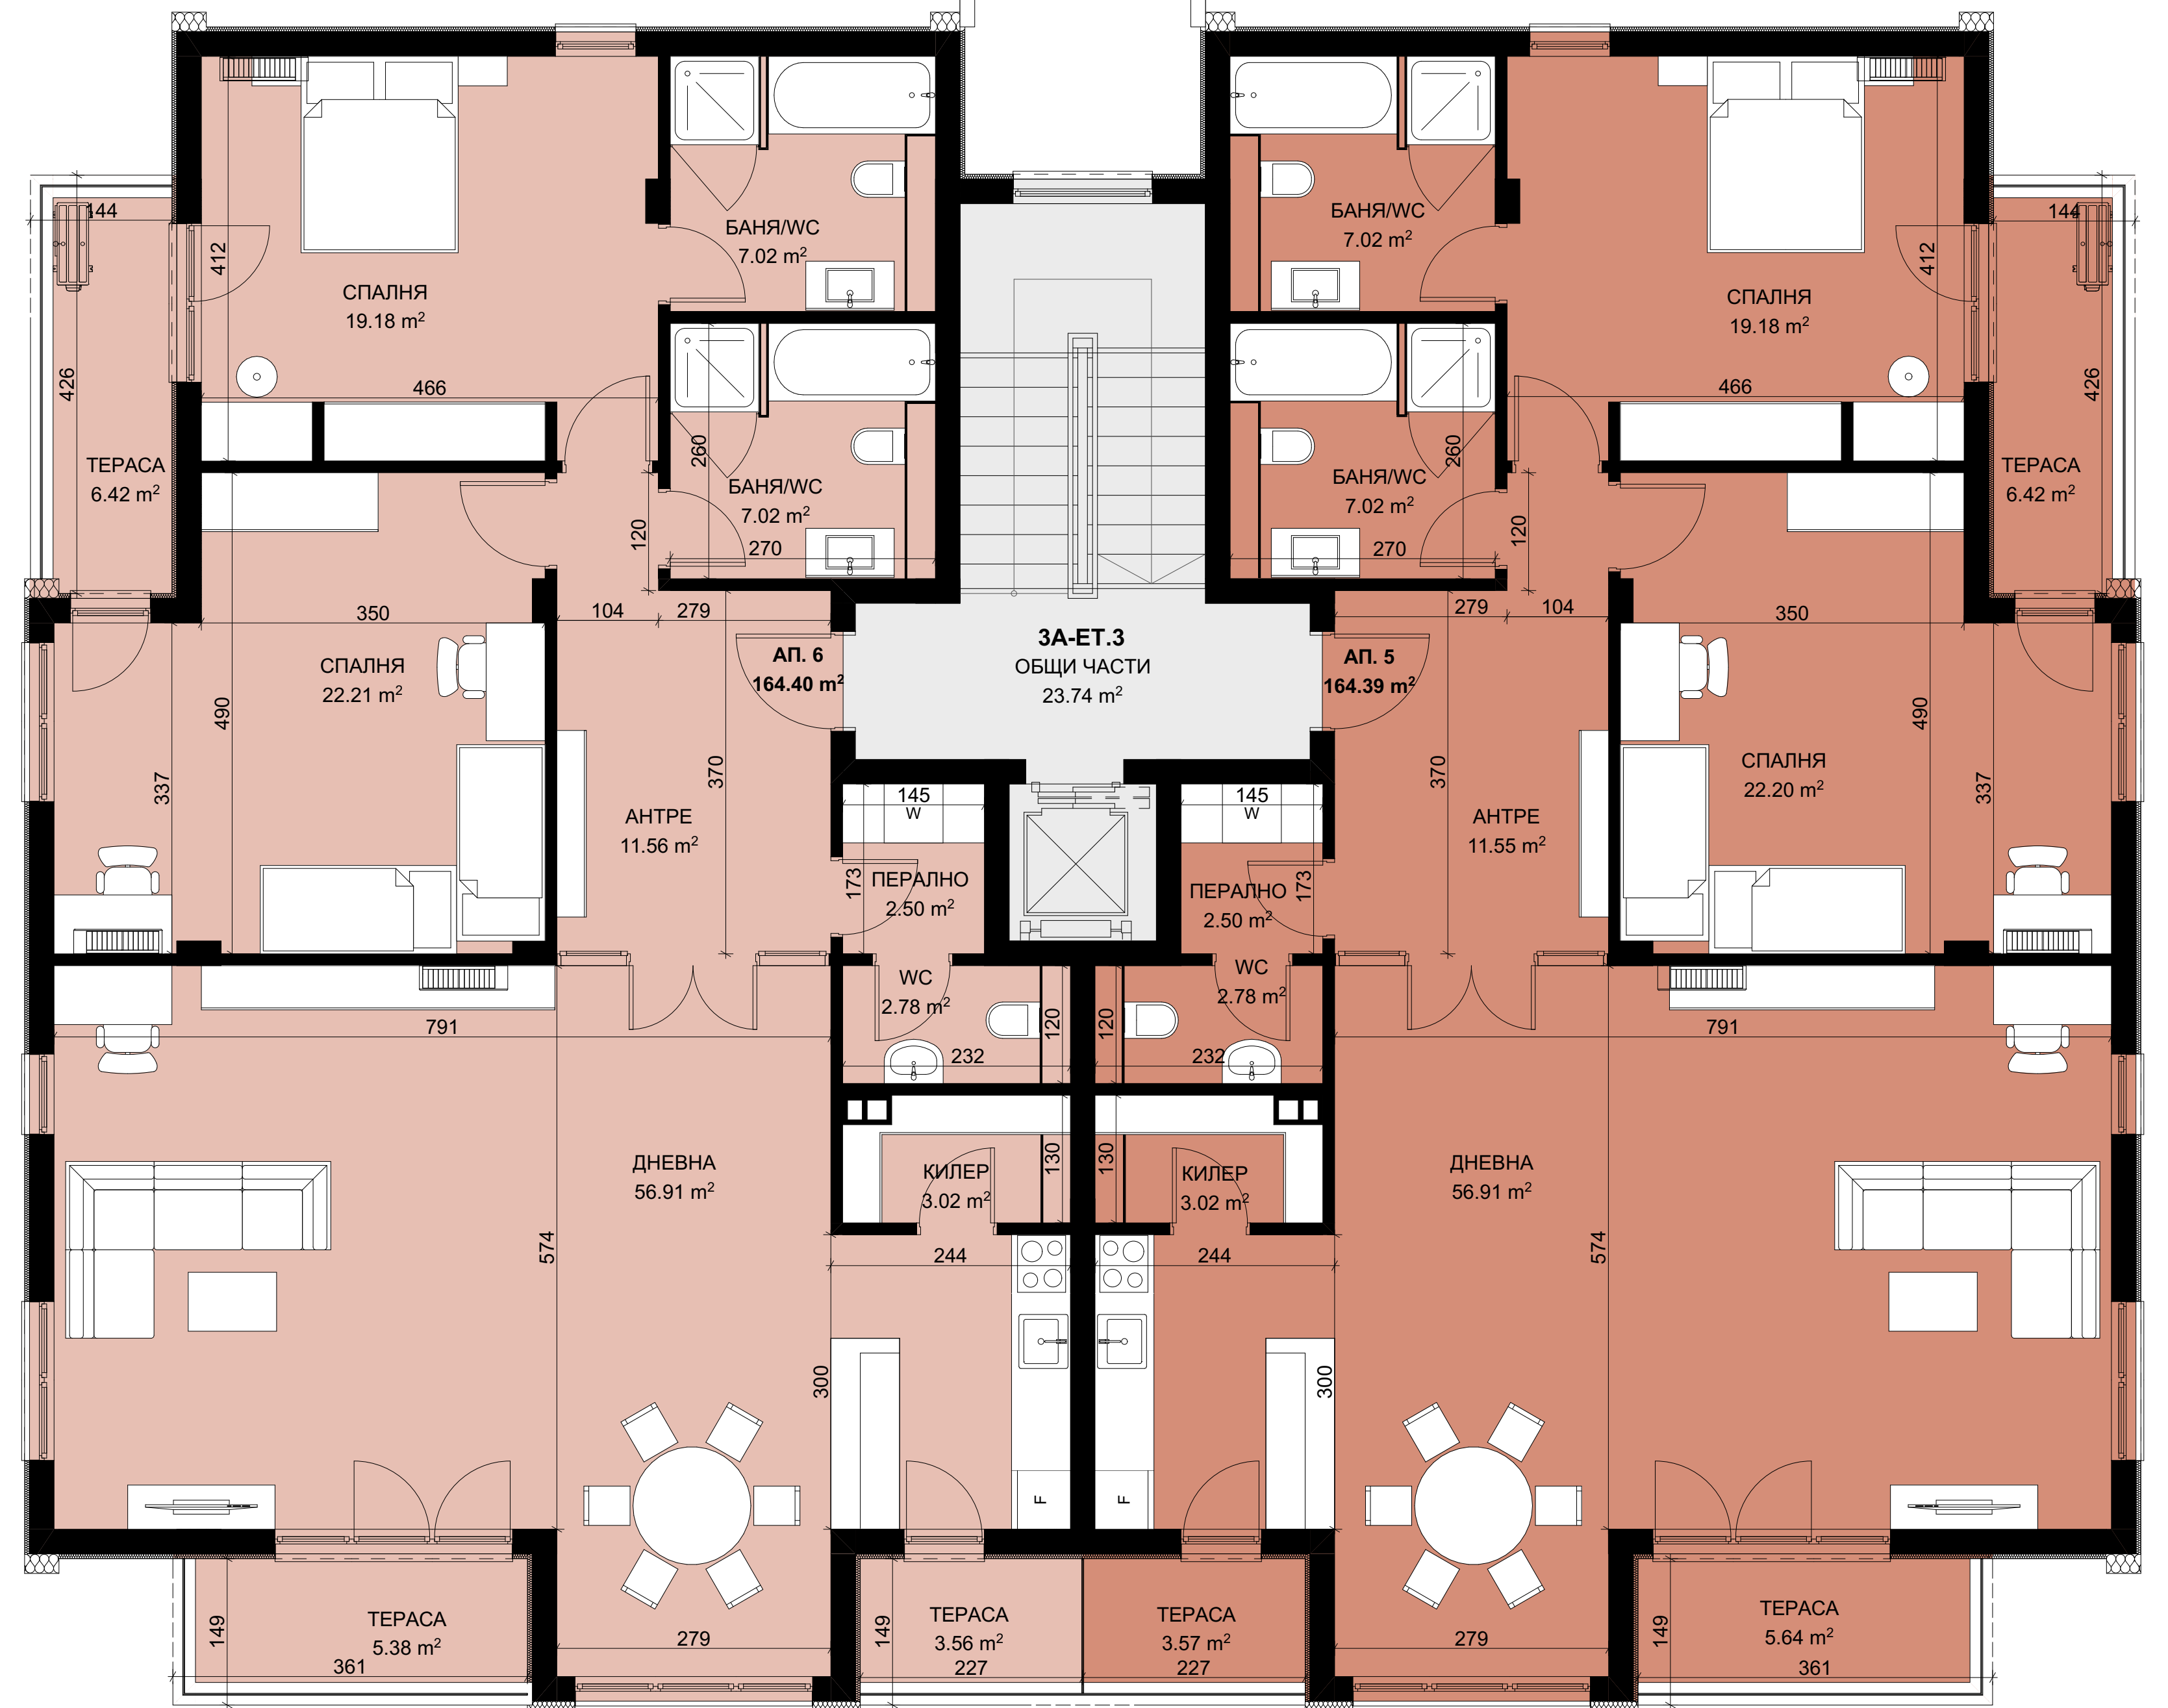 144
144
БАНЯ/WC
7.02 m²
БАНЯ/WC
7.02 m²
412
412
СПАЛНЯ
19.18 m²
СПАЛНЯ
19.18 m²
426
466
466
426
260
260
ТЕРАСА
6.42 m²
БАНЯ/WC
7.02 m²
БАНЯ/WC
7.02 m²
ТЕРАСА
6.42 m²
120
270
270
120
350
104
279
279
104
350
3А-ЕТ.3
ОБЩИ ЧАСТИ
23.74 m²
АП. 6
164.40 m²
АП. 5
164.39 m²
СПАЛНЯ
22.21 m²
490
490
337
370
370
337
СПАЛНЯ
22.20 m²
145
W
145
W
АНТРЕ
11.56 m²
АНТРЕ
11.55 m²
173
ПЕРАЛНО
2.50 m²
ПЕРАЛНО
2.50 m²
173
WC
2.78 m²
WC
2.78 m²
791
120
120
791
232
232
ДНЕВНА
56.91 m²
КИЛЕР
3.02 m²
130
130
КИЛЕР
3.02 m²
ДНЕВНА
56.91 m²
574
244
244
574
300
300
F
F
149
ТЕРАСА
5.38 m²
361
279
149
ТЕРАСА
3.56 m²
227
ТЕРАСА
3.57 m²
227
279
149
ТЕРАСА
5.64 m²
361